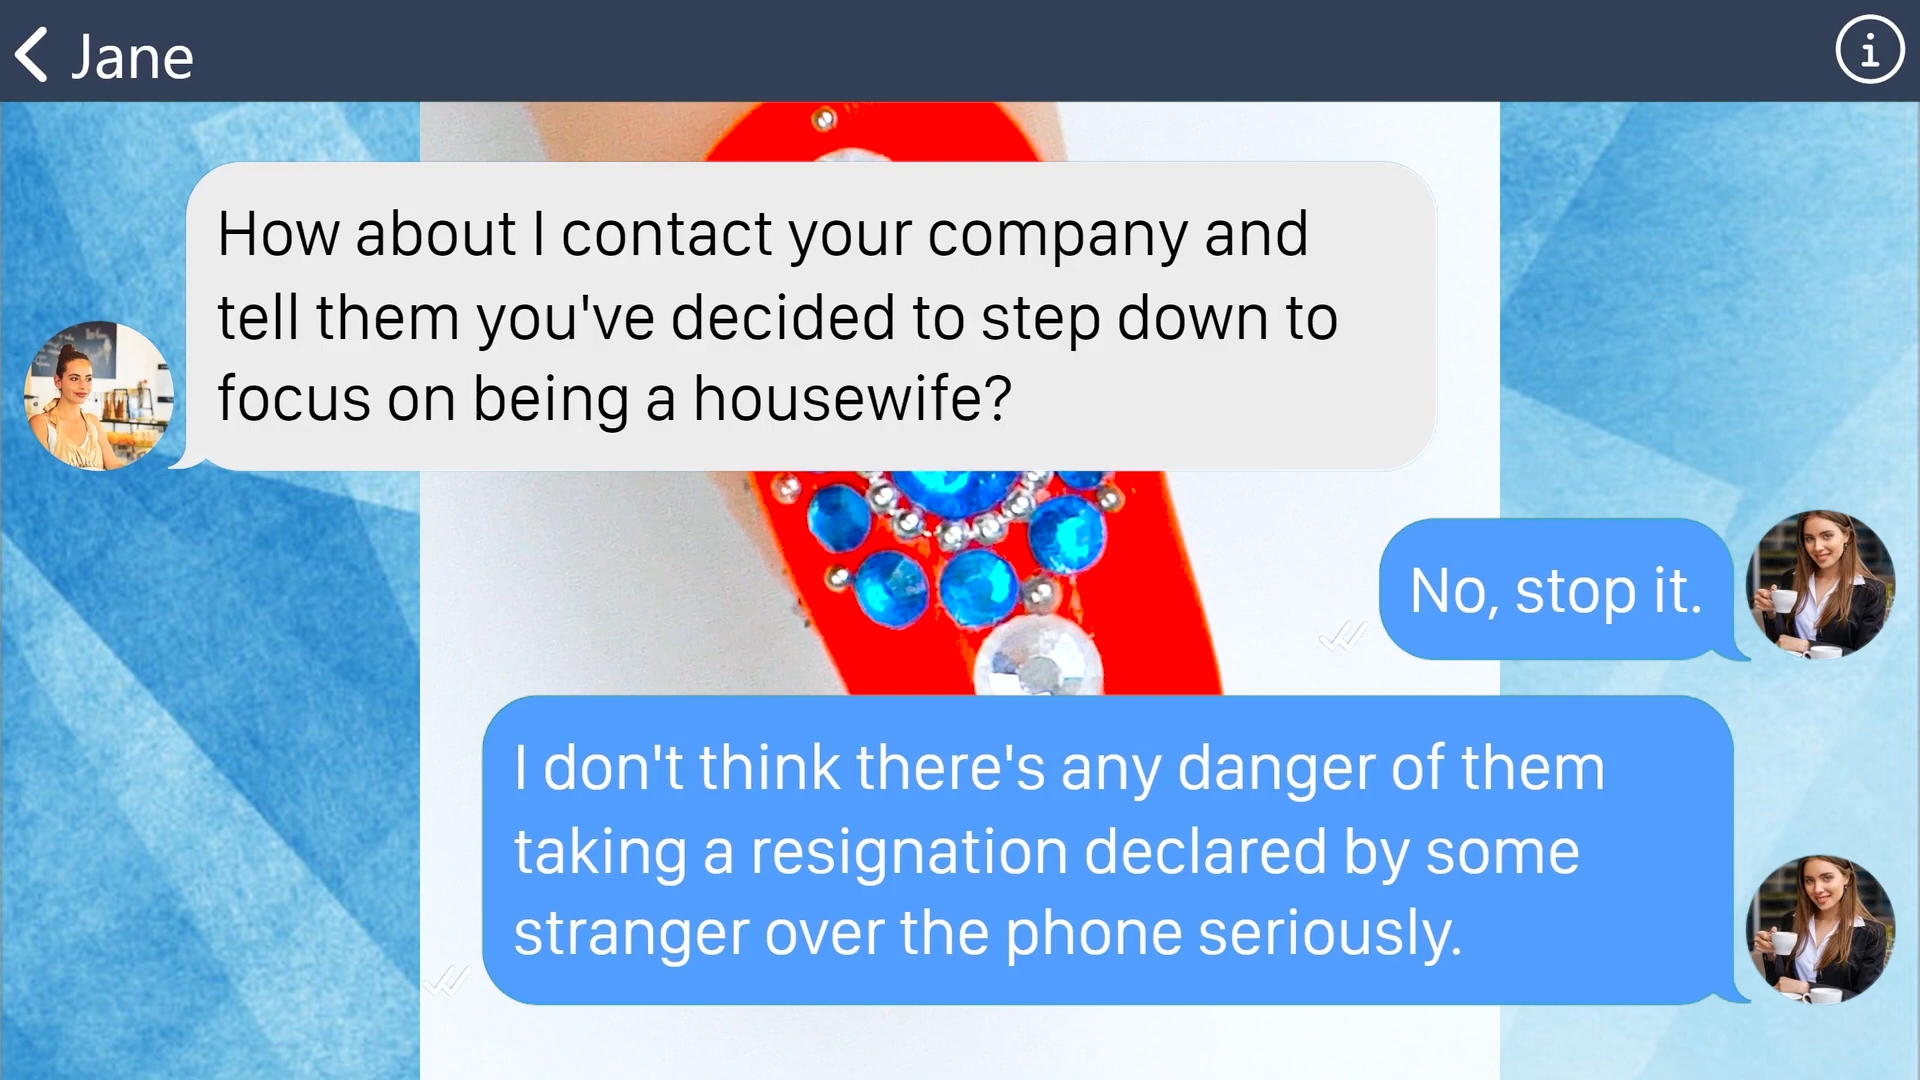 Jane
How about I contact your company and
tell them you've decided to step down to
focus on being a housewife?
No, stop it.
I don't think there's any danger of them
taking a resignation declared by some
stranger over the phone seriously.